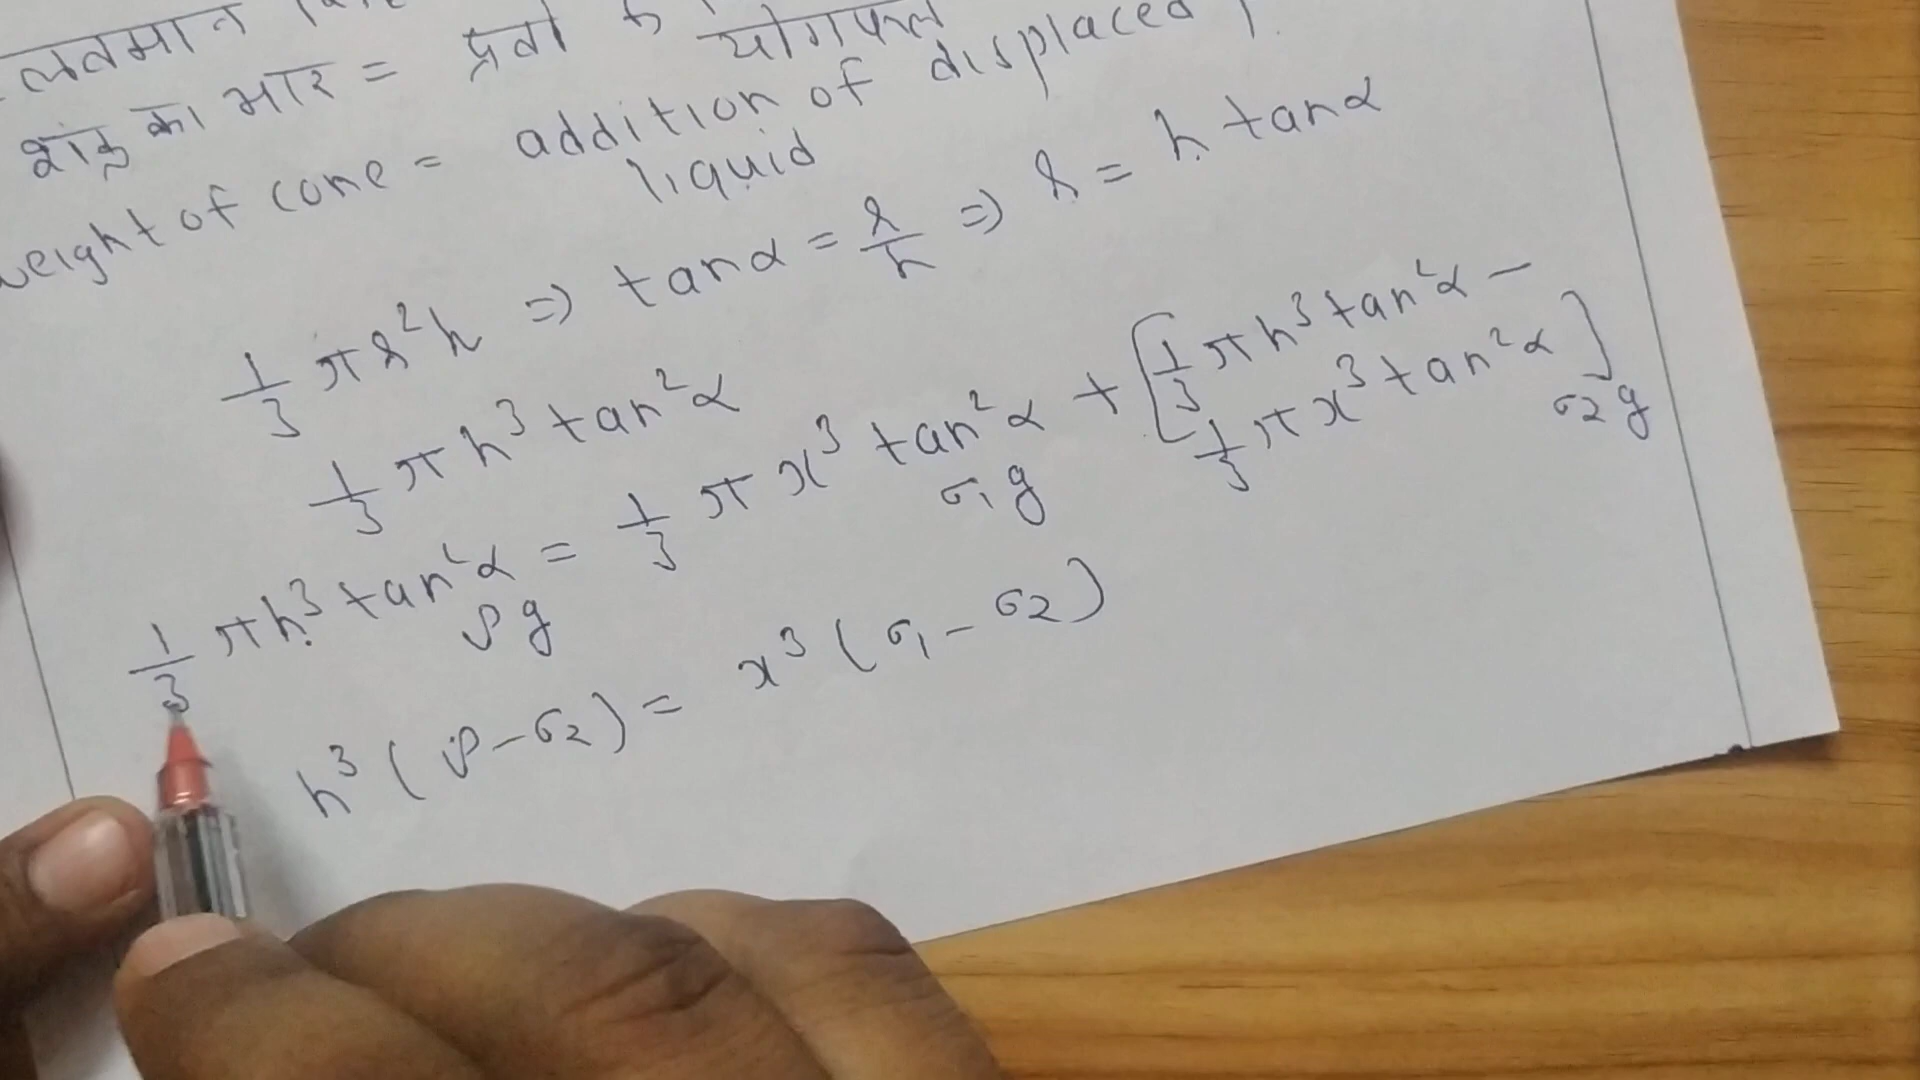 लवमान
शंकु का भार = द्रवों के योगफल
weight of cone = addition of displaced liquid
1/3 πr²h ⇒ tanα = r/h ⇒ r = h tanα
1/3 πh³tan²α
1/3 πh³tan²α ρg = 1/3 πx³tan²α σ₁g + [1/3 πh³tan²α - 1/3 πx³tan²α] σ₂g
h³(ρ-σ₂) = x³(σ₁-σ₂)